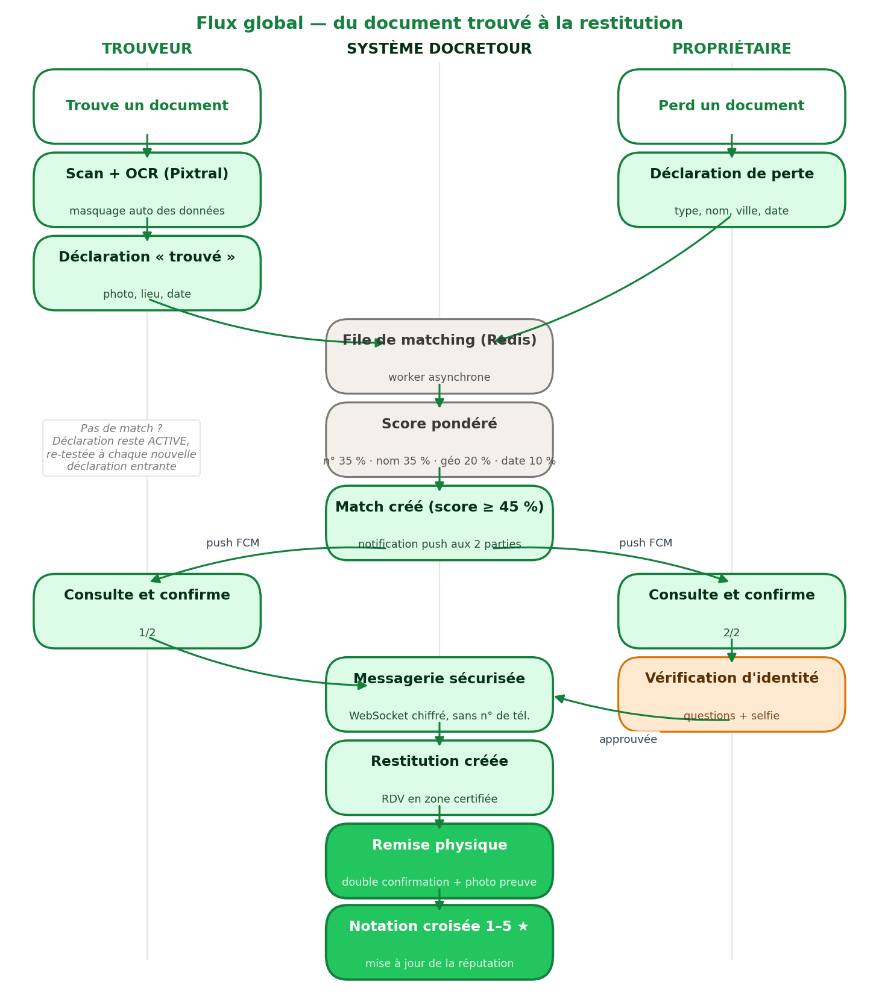 Flux global — du document trouvé à la restitution
TROUVEUR
SYSTÈME DOCRETOUR
PROPRIÉTAIRE
Trouve un document
Perd un document
Scan + OCR (Pixtral)
masquage auto des données
Déclaration de perte
type, nom, ville, date
Déclaration « trouvé »
photo, lieu, date
File de matching (Redis)
worker asynchrone
Pas de match ?
Déclaration reste ACTIVE,
re-testée à chaque nouvelle
déclaration entrante
Score pondéré
n° 35 % · nom 35 % · géo 20 % · date 10 %
Match créé (score ≥ 45 %)
notification push aux 2 parties
push FCM
push FCM
Consulte et confirme
1/2
Consulte et confirme
2/2
Messagerie sécurisée
WebSocket chiffré, sans n° de tél.
Vérification d'identité
questions + selfie
approuvée
Restitution créée
RDV en zone certifiée
Remise physique
double confirmation + photo preuve
Notation croisée 1–5 ★
mise à jour de la réputation